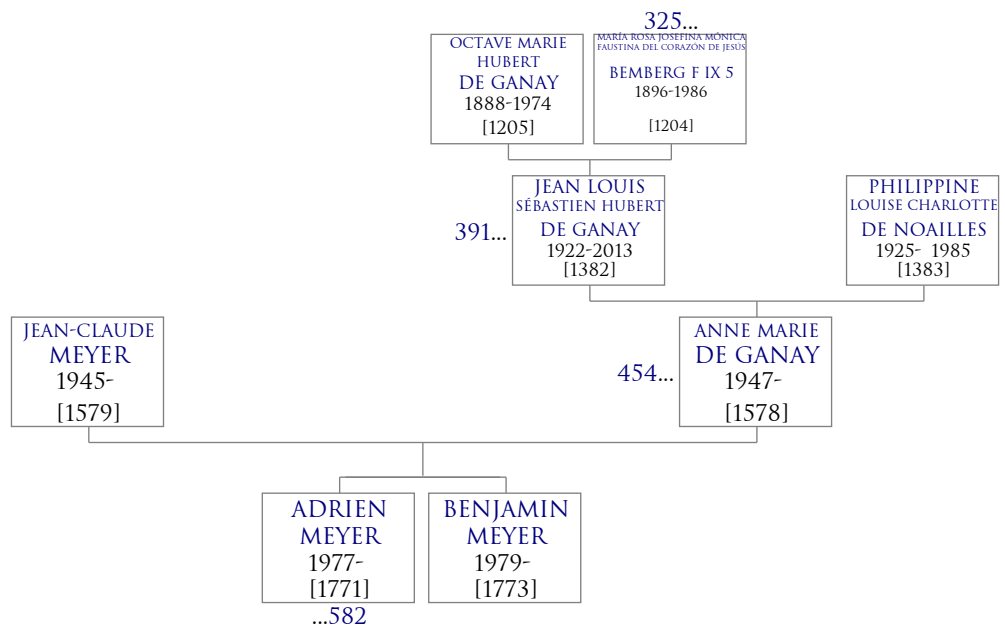 325...
OCTAVE MARIE
HUBERT
DE GANAY
1888-1974
[1205]
MARÍA ROSA JOSEFINA MÓNICA
FAUSTINA DEL CORAZÓN DE JESÚS
BEMBERG F IX 5
1896-1986
[1204]
391...
JEAN LOUIS
SÉBASTIEN HUBERT
DE GANAY
1922-2013
[1382]
PHILIPPINE
LOUISE CHARLOTTE
DE NOAILLES
1925- 1985
[1383]
JEAN-CLAUDE
MEYER
1945-
[1579]
454...
ANNE MARIE
DE GANAY
1947-
[1578]
ADRIEN
MEYER
1977-
[1771]
...582
BENJAMIN
MEYER
1979-
[1773]